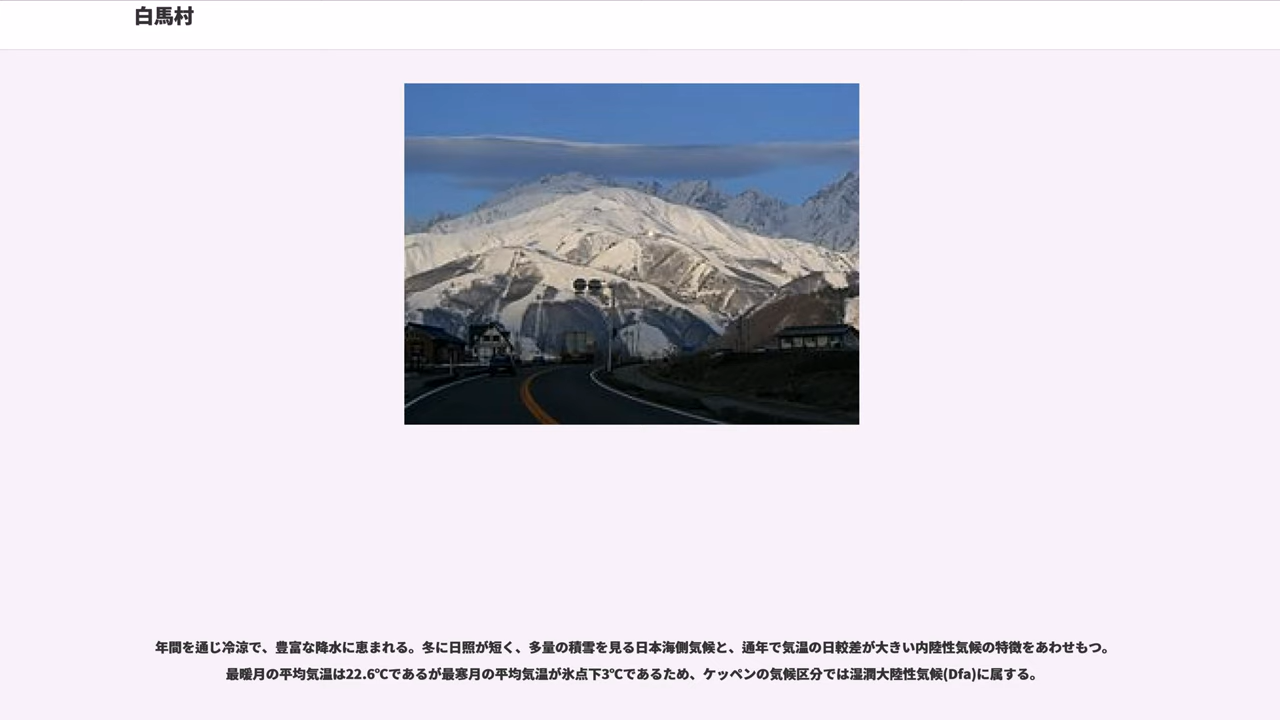 白馬村
年間を通じ冷涼で、豊富な降水に恵まれる。冬に日照が短く、多量の積雪を見る日本海側気候と、通年で気温の日較差が大きい内陸性気候の特徴をあわせもつ。
最暖月の平均気温は22.6℃であるが最寒月の平均気温が氷点下3℃であるため、ケッペンの気候区分では湿潤大陸性気候(Dfa)に属する。